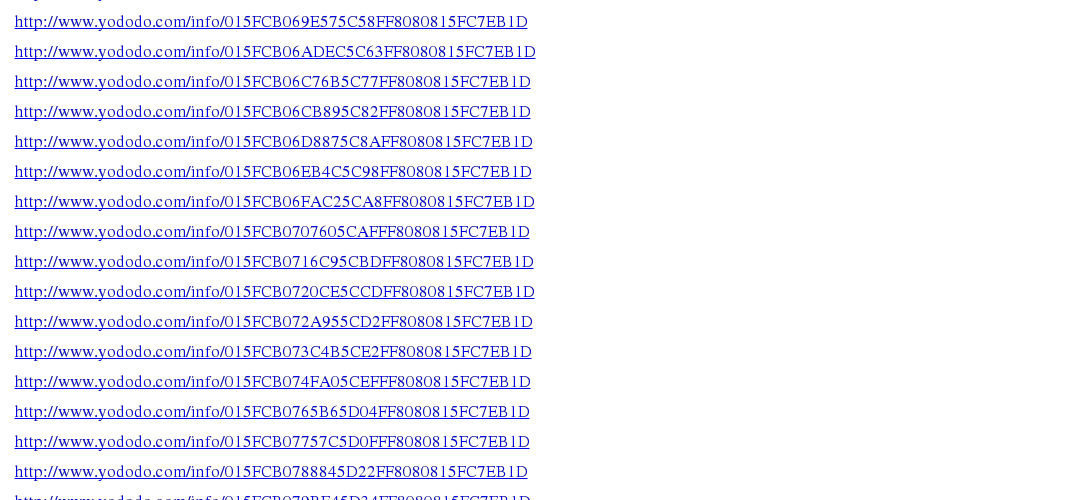 http://www.yododo.com/info/015FCB069E575C58FF8080815FC7EB1D
http://www.yododo.com/info/015FCB06ADEC5C63FF8080815FC7EB1D
http://www.yododo.com/info/015FCB06C76B5C77FF8080815FC7EB1D
http://www.yododo.com/info/015FCB06CB895C82FF8080815FC7EB1D
http://www.yododo.com/info/015FCB06D8875C8AFF8080815FC7EB1D
http://www.yododo.com/info/015FCB06EB4C5C98FF8080815FC7EB1D
http://www.yododo.com/info/015FCB06FAC25CA8FF8080815FC7EB1D
http://www.yododo.com/info/015FCB0707605CAFFF8080815FC7EB1D
http://www.yododo.com/info/015FCB0716C95CBDFF8080815FC7EB1D
http://www.yododo.com/info/015FCB0720CE5CCDFF8080815FC7EB1D
http://www.yododo.com/info/015FCB072A955CD2FF8080815FC7EB1D
http://www.yododo.com/info/015FCB073C4B5CE2FF8080815FC7EB1D
http://www.yododo.com/info/015FCB074FA05CEFFF8080815FC7EB1D
http://www.yododo.com/info/015FCB0765B65D04FF8080815FC7EB1D
http://www.yododo.com/info/015FCB07757C5D0FFF8080815FC7EB1D
http://www.yododo.com/info/015FCB0788845D22FF8080815FC7EB1D